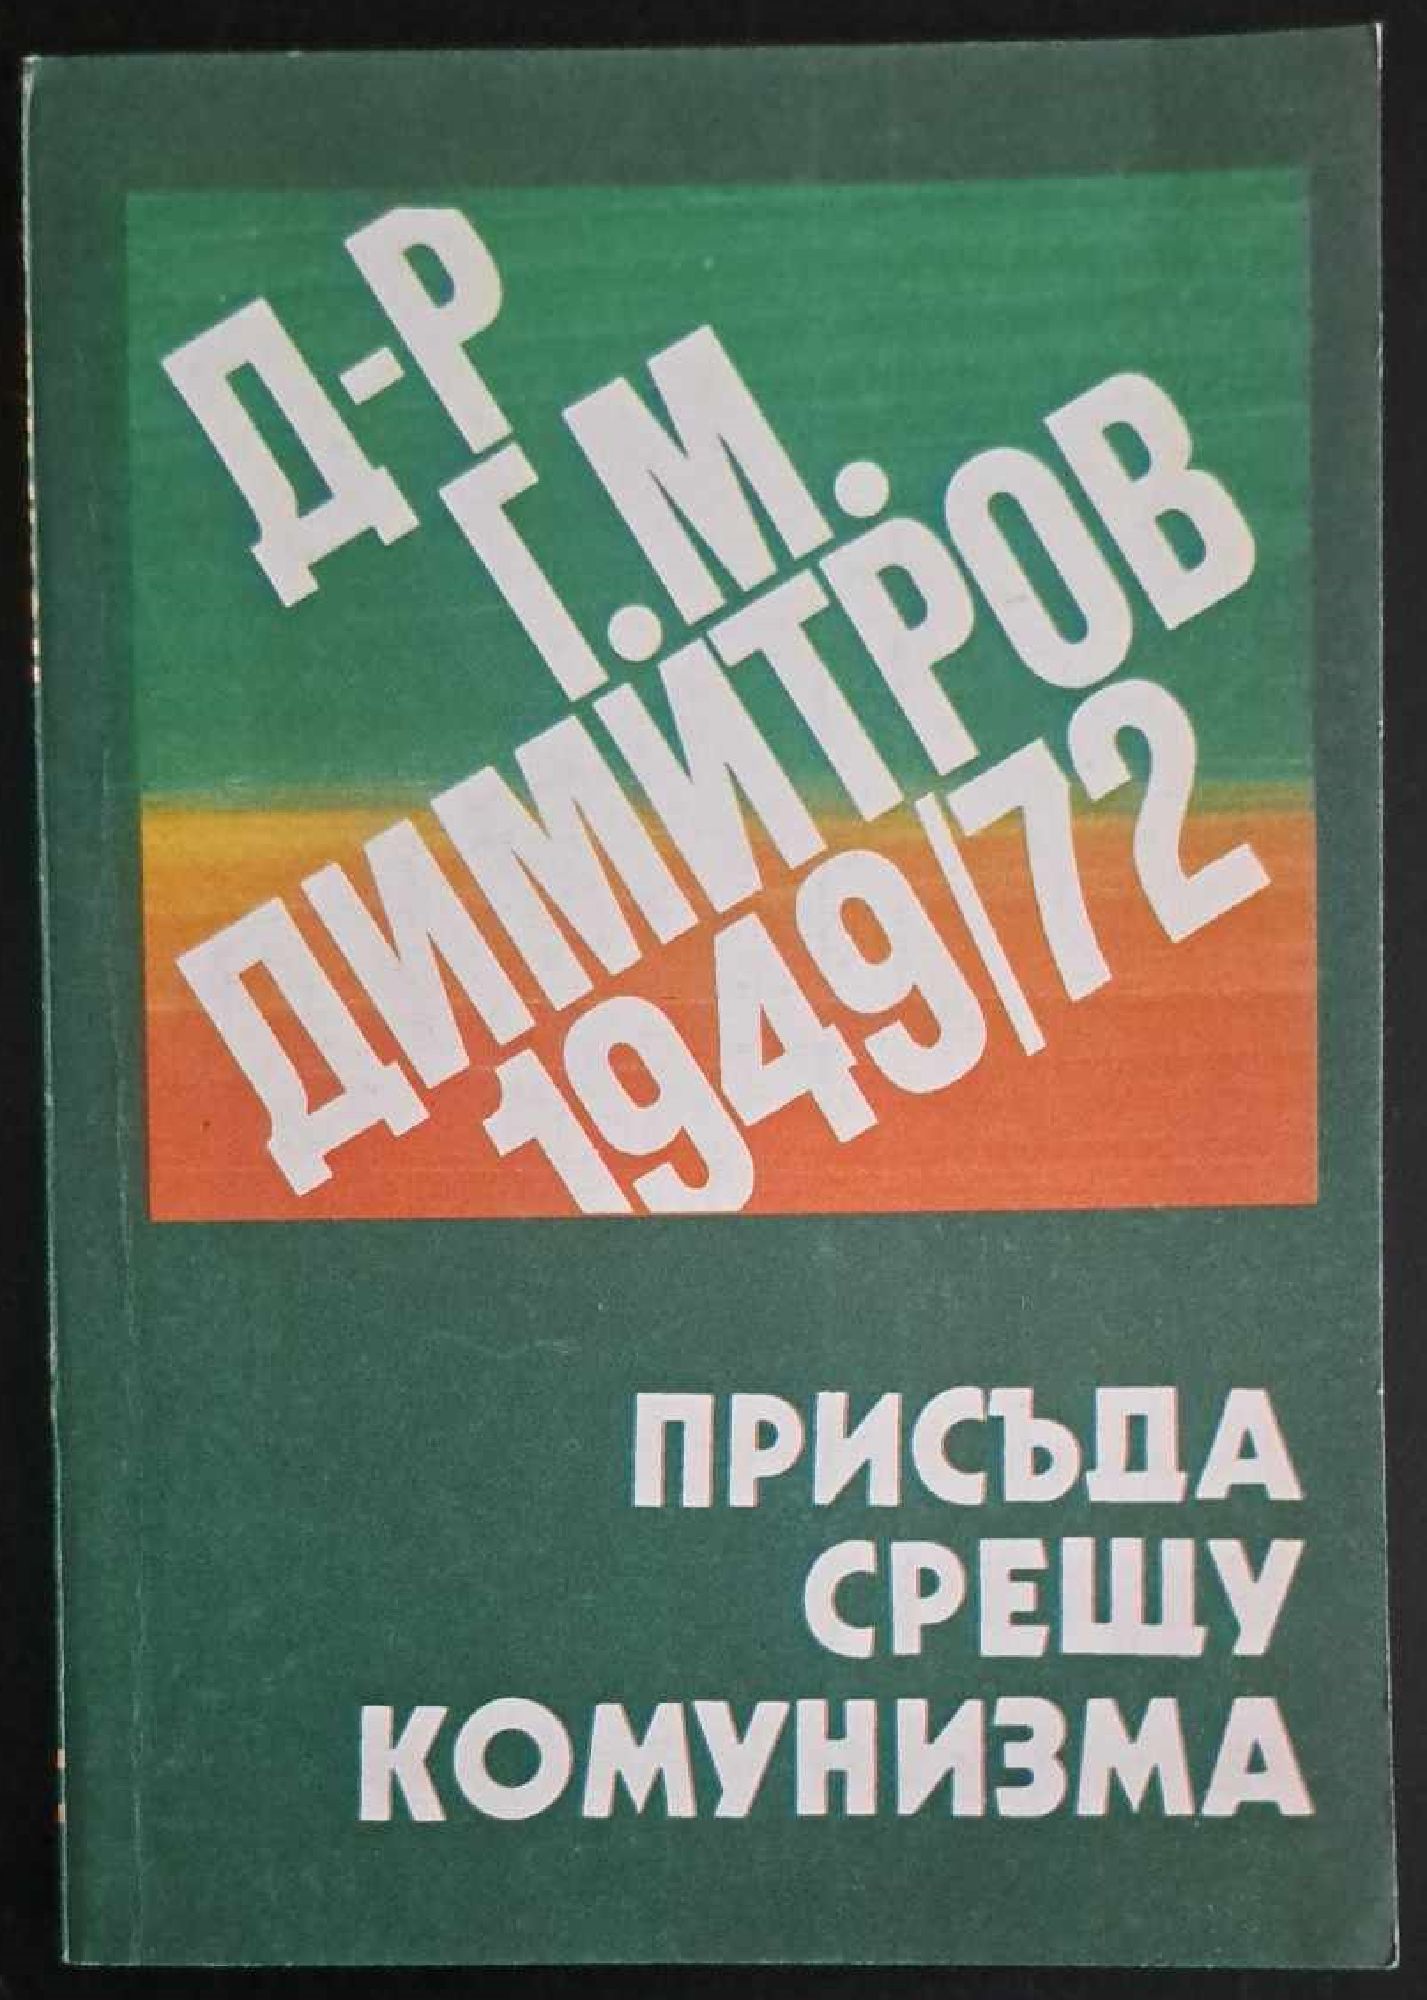 Д-Р
Г.М.
ДИМИТРОВ
1949/72
ПРИСЪДА
СРЕЩУ
КОМУНИЗМА